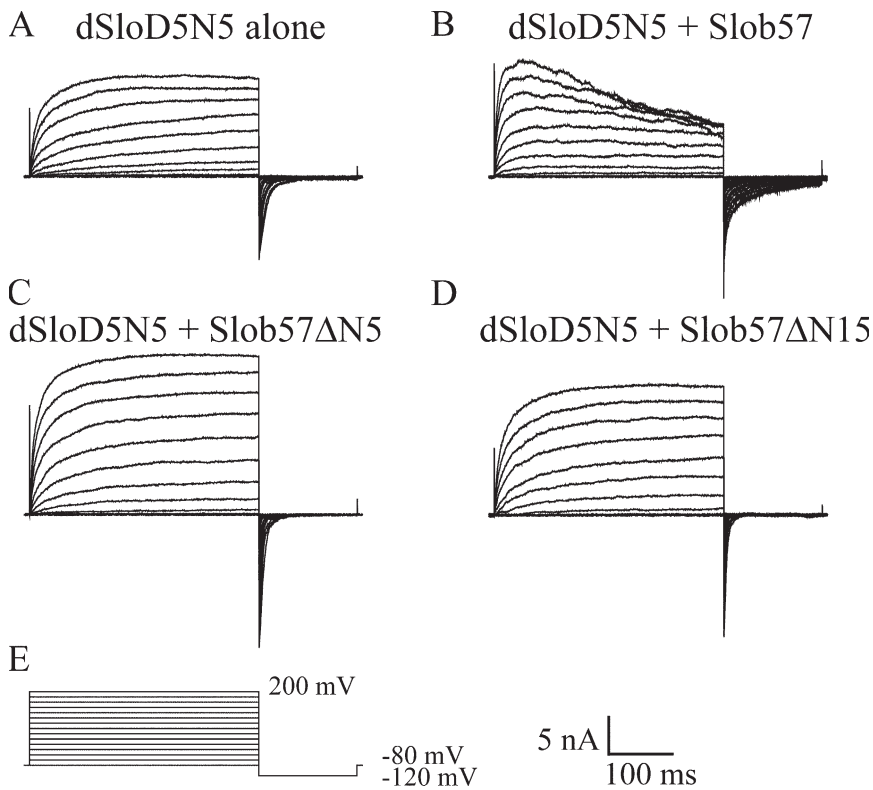 A dSloD5N5 alone
B dSloD5N5 + Slob57
C
dSloD5N5 + Slob57ΔN5
D
dSloD5N5 + Slob57ΔN15
E
200 mV
-80 mV
-120 mV
5 nA
100 ms